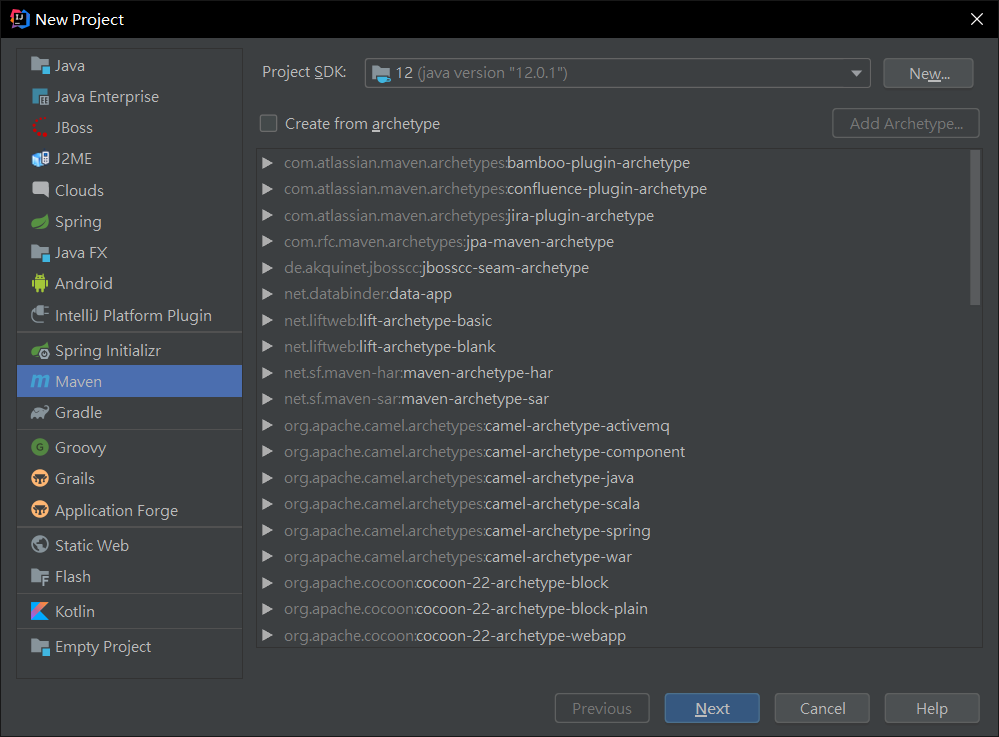 New Project
Java
Java Enterprise
JBoss
J2ME
Clouds
Spring
Java FX
Android
IntelliJ Platform Plugin
Spring Initializr
Maven
Gradle
Groovy
Grails
Application Forge
Static Web
Flash
Kotlin
Empty Project
Project SDK: 12 (java version "12.0.1") New...
Create from archetype Add Archetype...
com.atlassian.maven.archetypes:bamboo-plugin-archetype
com.atlassian.maven.archetypes:confluence-plugin-archetype
com.atlassian.maven.archetypes:jira-plugin-archetype
com.rfc.maven.archetypes:jpa-maven-archetype
de.akquinet.jbosscc:jbosscc-seam-archetype
net.databinder:data-app
net.liftweb:lift-archetype-basic
net.liftweb:lift-archetype-blank
net.sf.maven-har:maven-archetype-har
net.sf.maven-sar:maven-archetype-sar
org.apache.camel.archetypes:camel-archetype-activemq
org.apache.camel.archetypes:camel-archetype-component
org.apache.camel.archetypes:camel-archetype-java
org.apache.camel.archetypes:camel-archetype-scala
org.apache.camel.archetypes:camel-archetype-spring
org.apache.camel.archetypes:camel-archetype-war
org.apache.cocoon:cocoon-22-archetype-block
org.apache.cocoon:cocoon-22-archetype-block-plain
org.apache.cocoon:cocoon-22-archetype-webapp
Previous Next Cancel Help